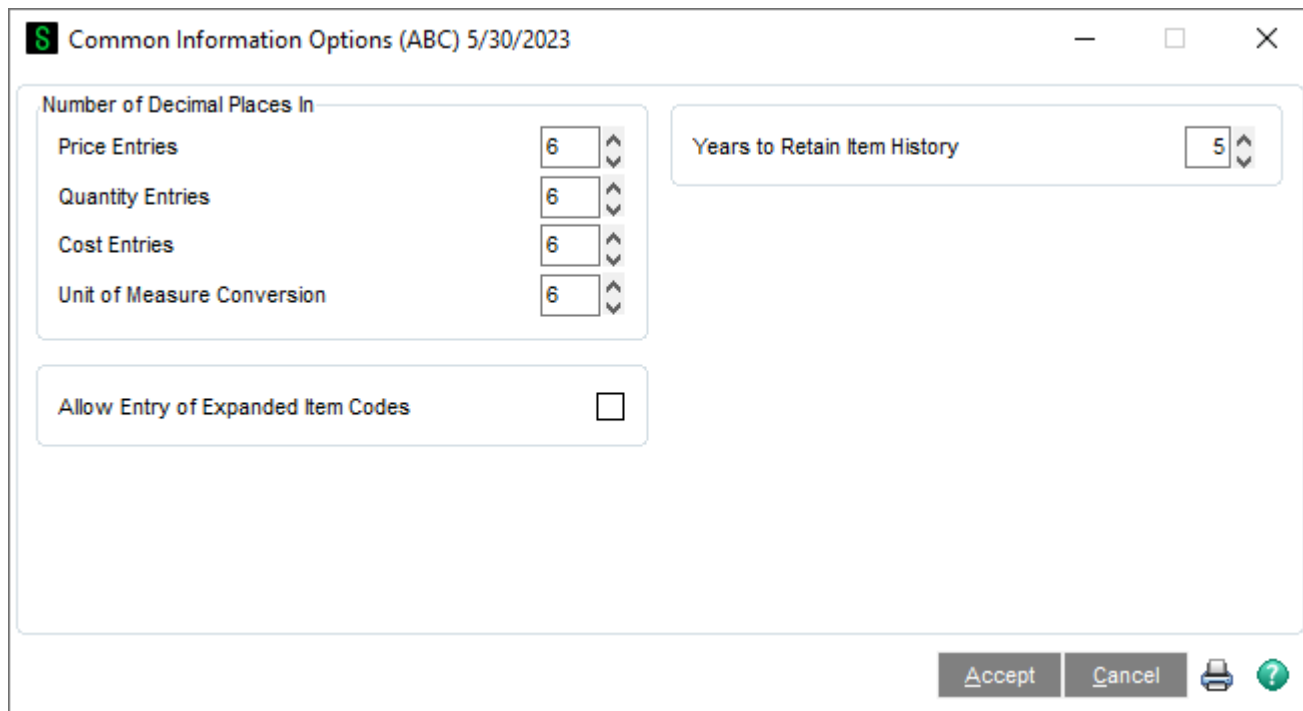 S Common Information Options (ABC) 5/30/2023
Number of Decimal Places In
Price Entries 6
Quantity Entries 6
Cost Entries 6
Unit of Measure Conversion 6
Allow Entry of Expanded Item Codes
Years to Retain Item History 5
Accept Cancel ?